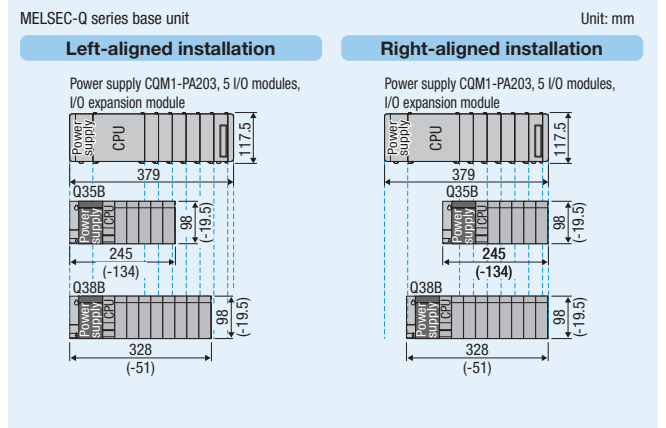 MELSEC-Q series base unit
Unit: mm
Left-aligned installation
Power supply CQM1-PA203, 5 I/O modules,
I/O expansion module
Power
supply
CPU
117.5
379
Q35B
Power
supply
CPU
98
(-19.5)
245
(-134)
Q38B
Power
supply
CPU
98
(-19.5)
328
(-51)
Right-aligned installation
Power supply CQM1-PA203, 5 I/O modules,
I/O expansion module
Power
supply
CPU
117.5
379
Q35B
Power
supply
CPU
98
(-19.5)
245
(-134)
Q38B
Power
supply
CPU
98
(-19.5)
328
(-51)